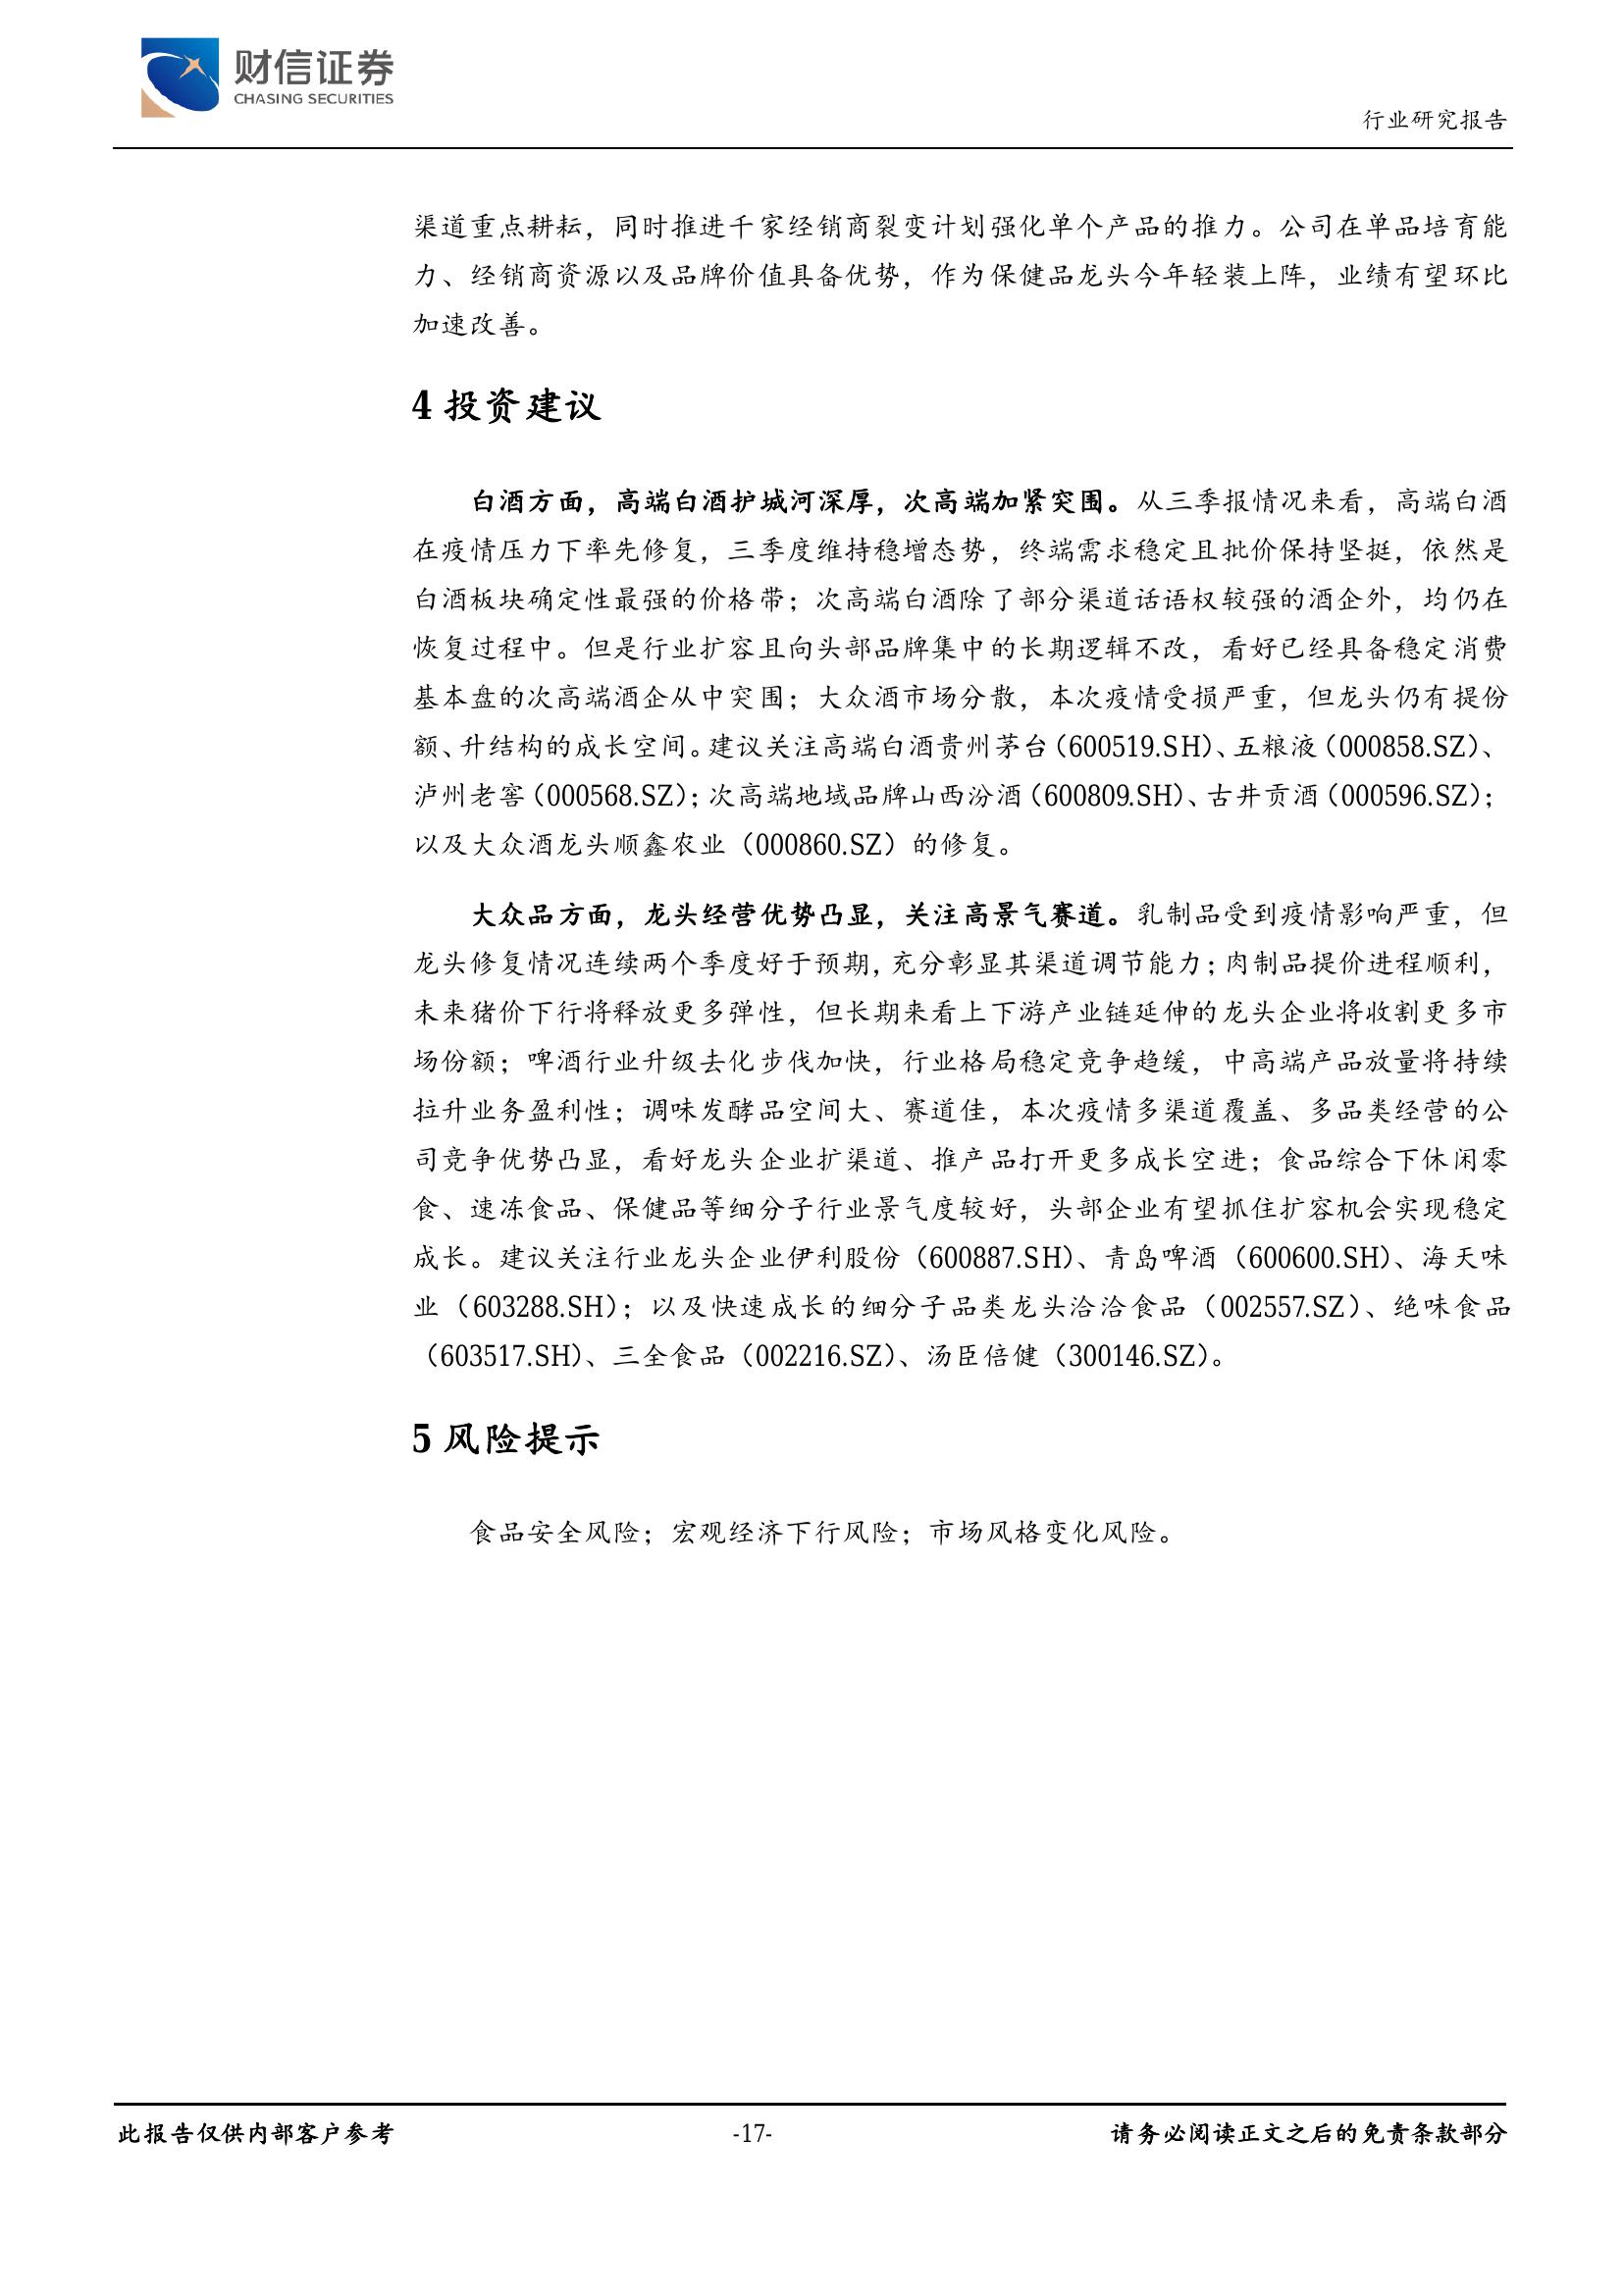 财信证券
CHASING SECURITIES
行业研究报告
渠道重点耕耘，同时推进千家经销商裂变计划强化单个产品的推力。公司在单品培育能
力、经销商资源以及品牌价值具备优势，作为保健品龙头今年轻装上阵，业绩有望环比
加速改善。
4 投资建议
白酒方面，高端白酒护城河深厚，次高端加紧突围。从三季报情况来看，高端白酒
在疫情压力下率先修复，三季度维持稳增态势，终端需求稳定且批价保持坚挺，依然是
白酒板块确定性最强的价格带；次高端白酒除了部分渠道话语权较强的酒企外，均仍在
恢复过程中。但是行业扩容且向头部品牌集中的长期逻辑不改，看好已经具备稳定消费
基本盘的次高端酒企从中突围；大众酒市场分散，本次疫情受损严重，但龙头仍有提份
额、升结构的成长空间。建议关注高端白酒贵州茅台（600519.SH）、五粮液（000858.SZ）、
泸州老窖（000568.SZ）；次高端地域品牌山西汾酒（600809.SH）、古井贡酒（000596.SZ）；
以及大众酒龙头顺鑫农业（000860.SZ）的修复。
大众品方面，龙头经营优势凸显，关注高景气赛道。乳制品受到疫情影响严重，但
龙头修复情况连续两个季度好于预期，充分彰显其渠道调节能力；肉制品提价进程顺利，
未来猪价下行将释放更多弹性，但长期来看上下游产业链延伸的龙头企业将收割更多市
场份额；啤酒行业升级去化步伐加快，行业格局稳定竞争趋缓，中高端产品放量将持续
拉升业务盈利性；调味发酵品空间大、赛道佳，本次疫情多渠道覆盖、多品类经营的公
司竞争优势凸显，看好龙头企业扩渠道、推产品打开更多成长空进；食品综合下休闲零
食、速冻食品、保健品等细分子行业景气度较好，头部企业有望抓住扩容机会实现稳定
成长。建议关注行业龙头企业伊利股份（600887.SH）、青岛啤酒（600600.SH）、海天味
业（603288.SH）；以及快速成长的细分子品类龙头洽洽食品（002557.SZ）、绝味食品
（603517.SH）、三全食品（002216.SZ）、汤臣倍健（300146.SZ）。
5 风险提示
食品安全风险；宏观经济下行风险；市场风格变化风险。
此报告仅供内部客户参考
-17-
请务必阅读正文之后的免责条款部分